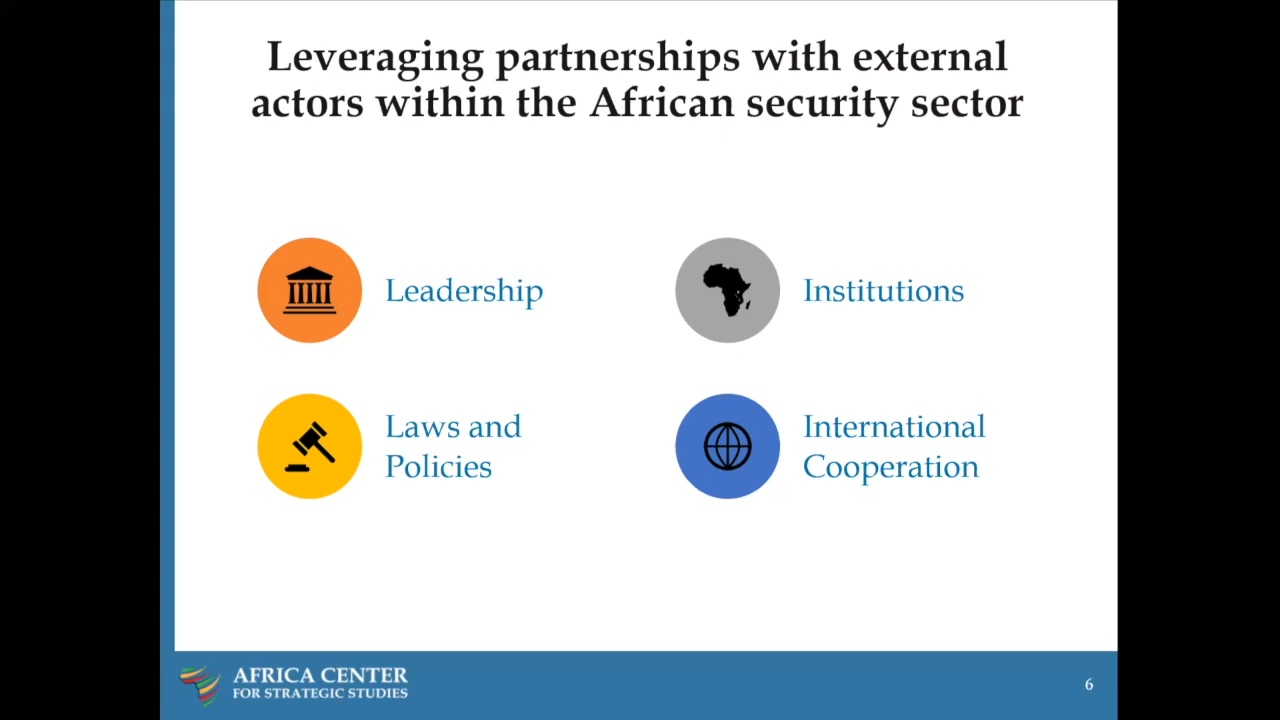 Leveraging partnerships with external
actors within the African security sector
Leadership
Institutions
Laws and
Policies
International
Cooperation
AFRICA CENTER
FOR STRATEGIC STUDIES
6